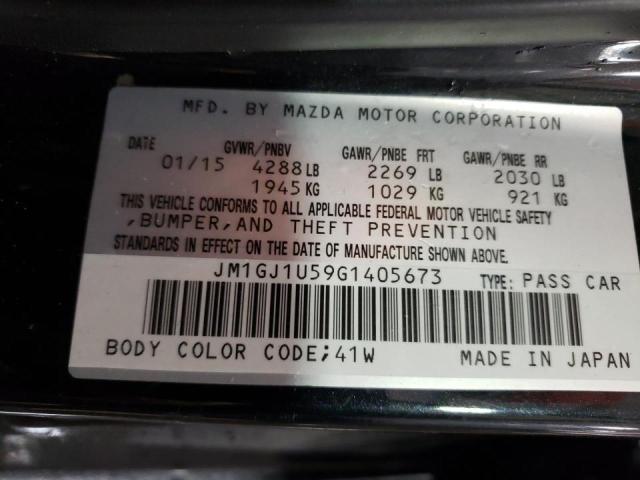 MFD. BY MAZDA MOTOR CORPORATION
DATE GVWR/PNBV GAWR/PNBE FRT GAWR/PNBE RR
01/15 4288 LB 2269 LB 2030 LB
1945 KG 1029 KG 921 KG
THIS VEHICLE CONFORMS TO ALL APPLICABLE FEDERAL MOTOR VEHICLE SAFETY
,BUMPER,AND THEFT PREVENTION
STANDARDS IN EFFECT ON THE DATE OF MANUFACTURE SHOWN ABOVE.
JM1GJ1U59G1405673 TYPE: PASS CAR
BODY COLOR CODE;41W MADE IN JAPAN